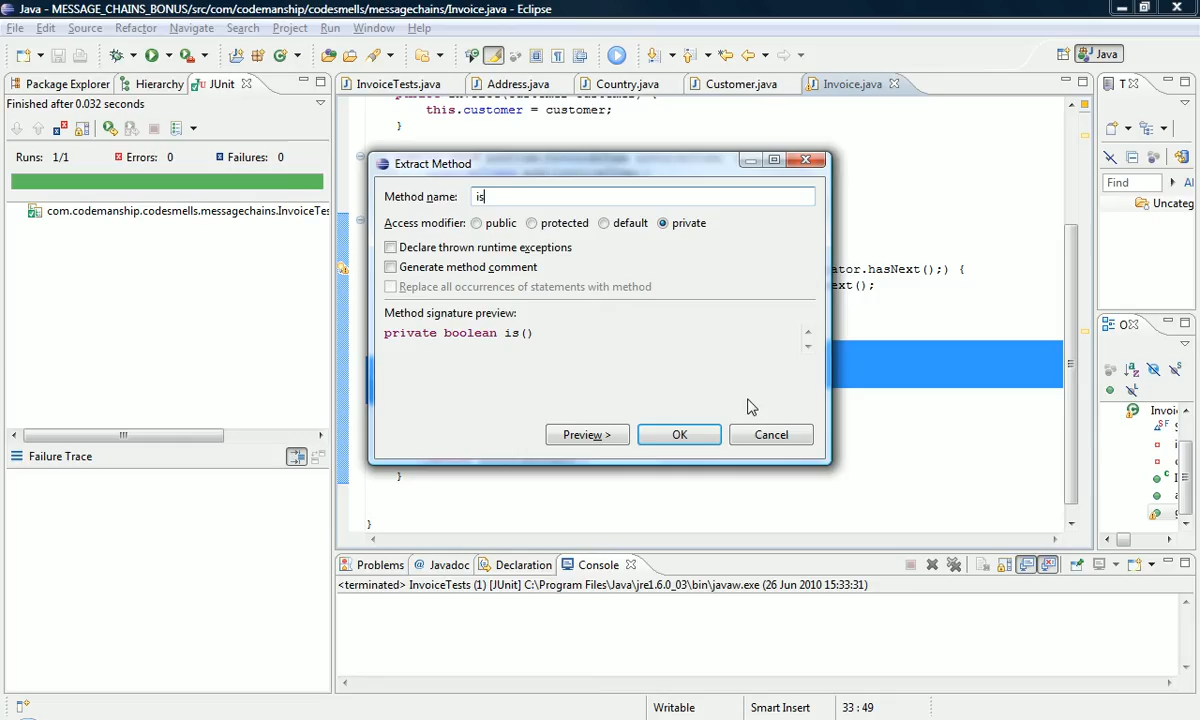 Java - MESSAGE_CHAINS_BONUS/src/com/codemanship/codesmells/messagechains/Invoice.java - Eclipse
File Edit Source Refactor Navigate Search Project Run Window Help
Java
Package Explorer Hierarchy JUnit
InvoiceTests.java Address.java Country.java Customer.java Invoice.java
Finished after 0.032 seconds
Runs: 1/1 Errors: 0 Failures: 0
com.codemanship.codesmells.messagechains.InvoiceTes
this.customer = customer;
}
Extract Method
Method name: is
Access modifier: public protected default private
Declare thrown runtime exceptions
Generate method comment
Replace all occurrences of statements with method
Method signature preview:
private boolean is()
Preview > OK Cancel
ator.hasNext();) {
ext();
}
}
T
Find Al
Uncateg
O
Invoi
Failure Trace
Problems Javadoc Declaration Console
<terminated> InvoiceTests (1) [JUnit] C:\Program Files\Java\jre1.6.0_03\bin\javaw.exe (26 Jun 2010 15:33:31)
Writable Smart Insert 33 : 49